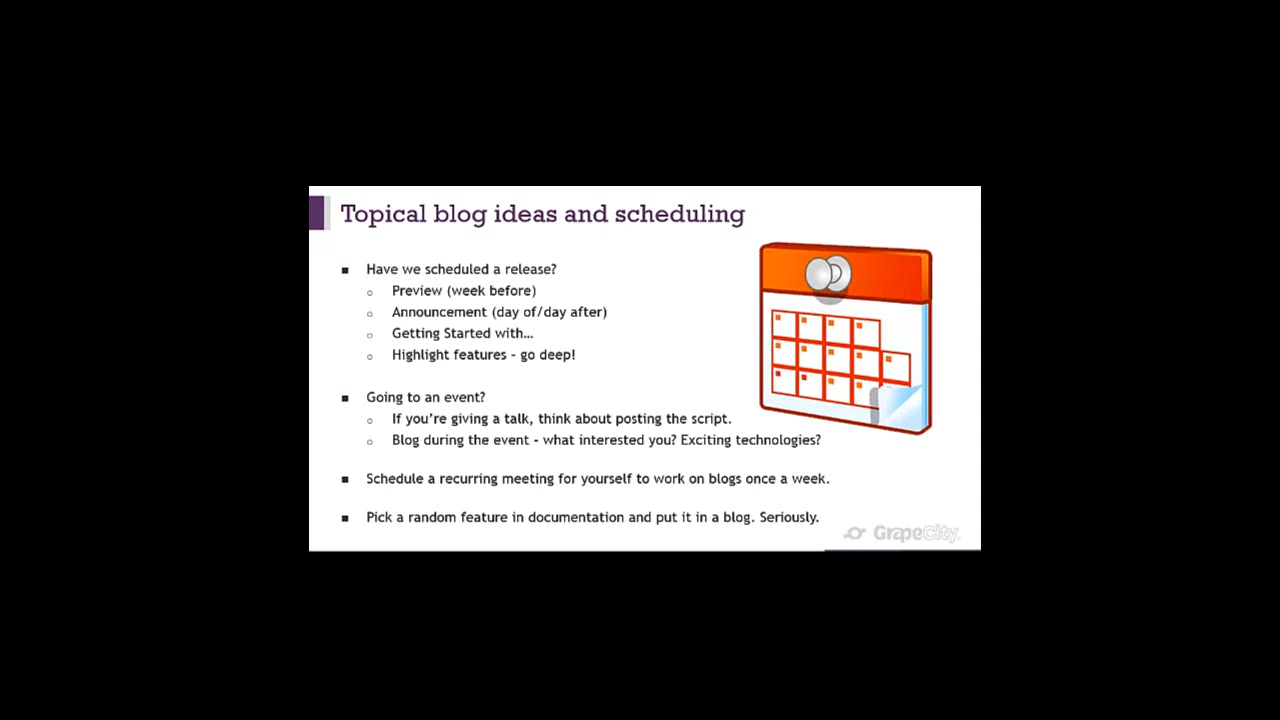 Topical blog ideas and scheduling
■ Have we scheduled a release?
○ Preview (week before)
○ Announcement (day of/day after)
○ Getting Started with…
○ Highlight features - go deep!
■ Going to an event?
○ If you're giving a talk, think about posting the script.
○ Blog during the event - what interested you? Exciting technologies?
■ Schedule a recurring meeting for yourself to work on blogs once a week.
■ Pick a random feature in documentation and put it in a blog. Seriously.
GrapeCity